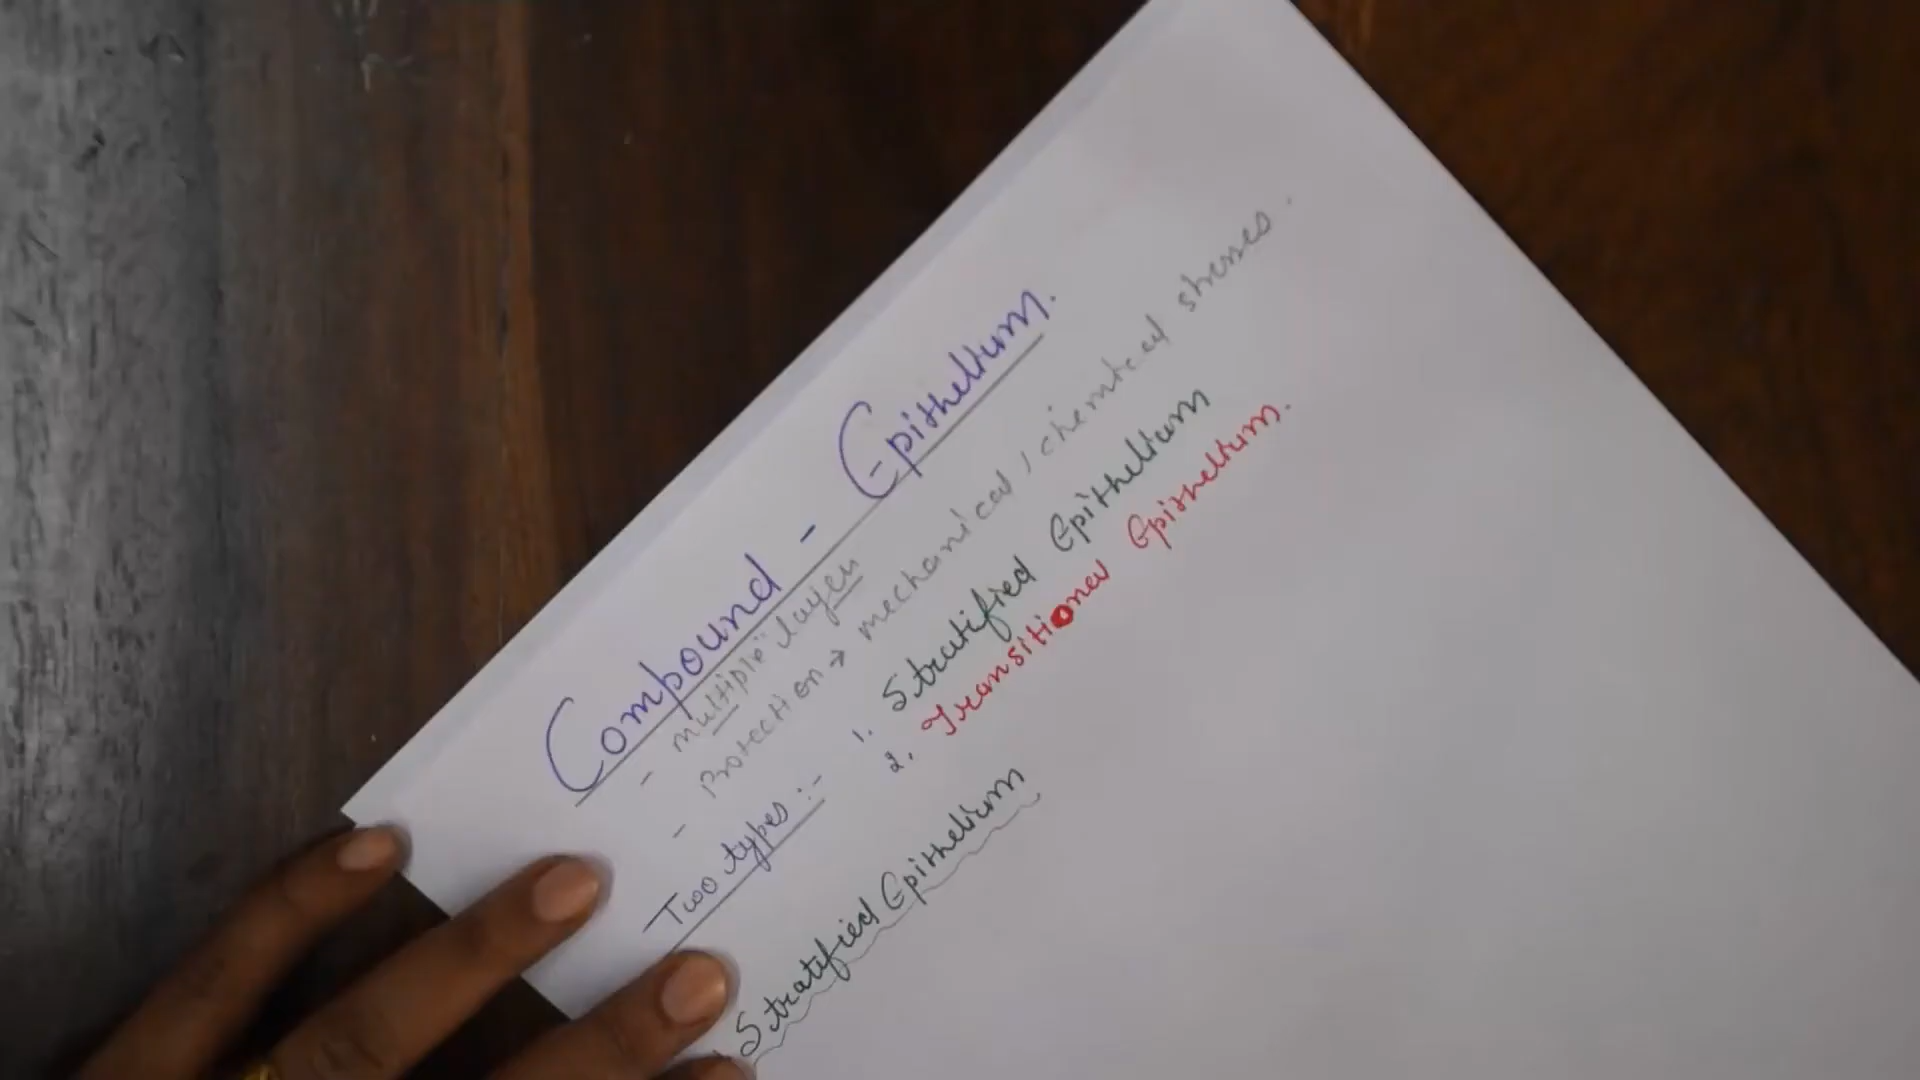 Compound - Epithelium.
- multiple layer
- Protection → mechanical, chemical stresses.
Two types :- 1. Stratified Epithelium
2. Transitional Epithelium.
Stratified Epithelium